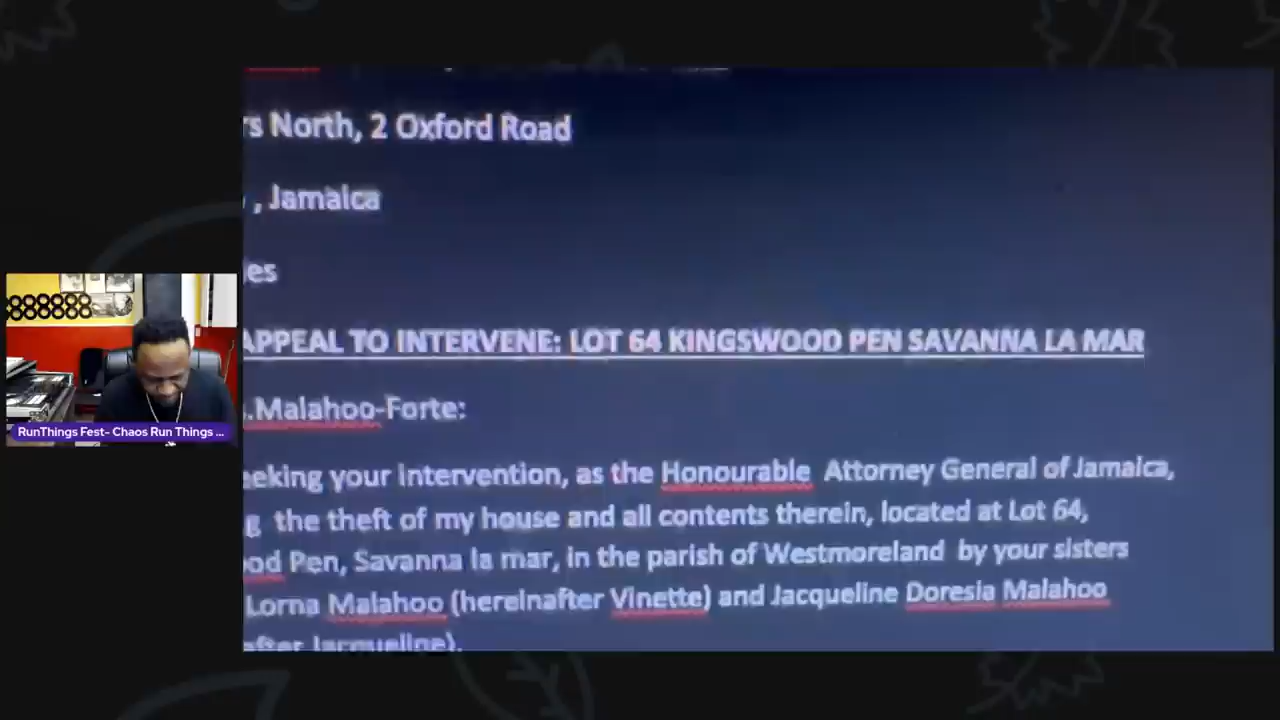 rs North, 2 Oxford Road
, Jamaica
es
APPEAL TO INTERVENE: LOT 64 KINGSWOOD PEN SAVANNA LA MAR
.Malahoo-Forte:
eeking your intervention, as the Honourable Attorney General of Jamaica,
g the theft of my house and all contents therein, located at Lot 64,
ood Pen, Savanna la mar, in the parish of Westmoreland by your sisters
Lorna Malahoo (hereinafter Vinette) and Jacqueline Doresia Malahoo
after Jacqueline).
RunThings Fest- Chaos Run Things ...